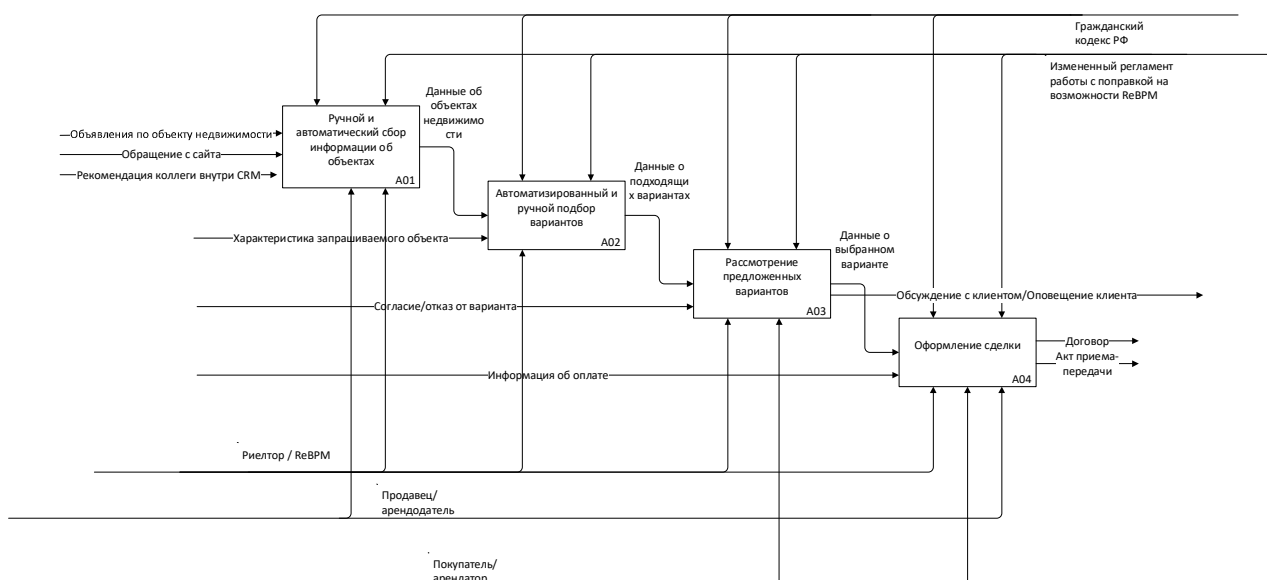 Гражданский
кодекс РФ
Измененный регламент
работы с поправкой на
возможности ReBPM
Данные об
объектах
недвижимо
сти
Ручной и
автоматический сбор
информации об
объектах
A01
Объявления по объекту недвижимости
Обращение с сайта
Рекомендация коллеги внутри CRM
Данные о
подходящи
х вариантах
Автоматизированный и
ручной подбор
вариантов
A02
Характеристика запрашиваемого объекта
Данные о
выбранном
варианте
Рассмотрение
предложенных
вариантов
A03
Обсуждение с клиентом/Оповещение клиента
Согласие/отказ от варианта
Оформление сделки
A04
Договор
Акт приема-
передачи
Информация об оплате
Риелтор / ReBPM
Продавец/
арендодатель
Покупатель/
арендатор